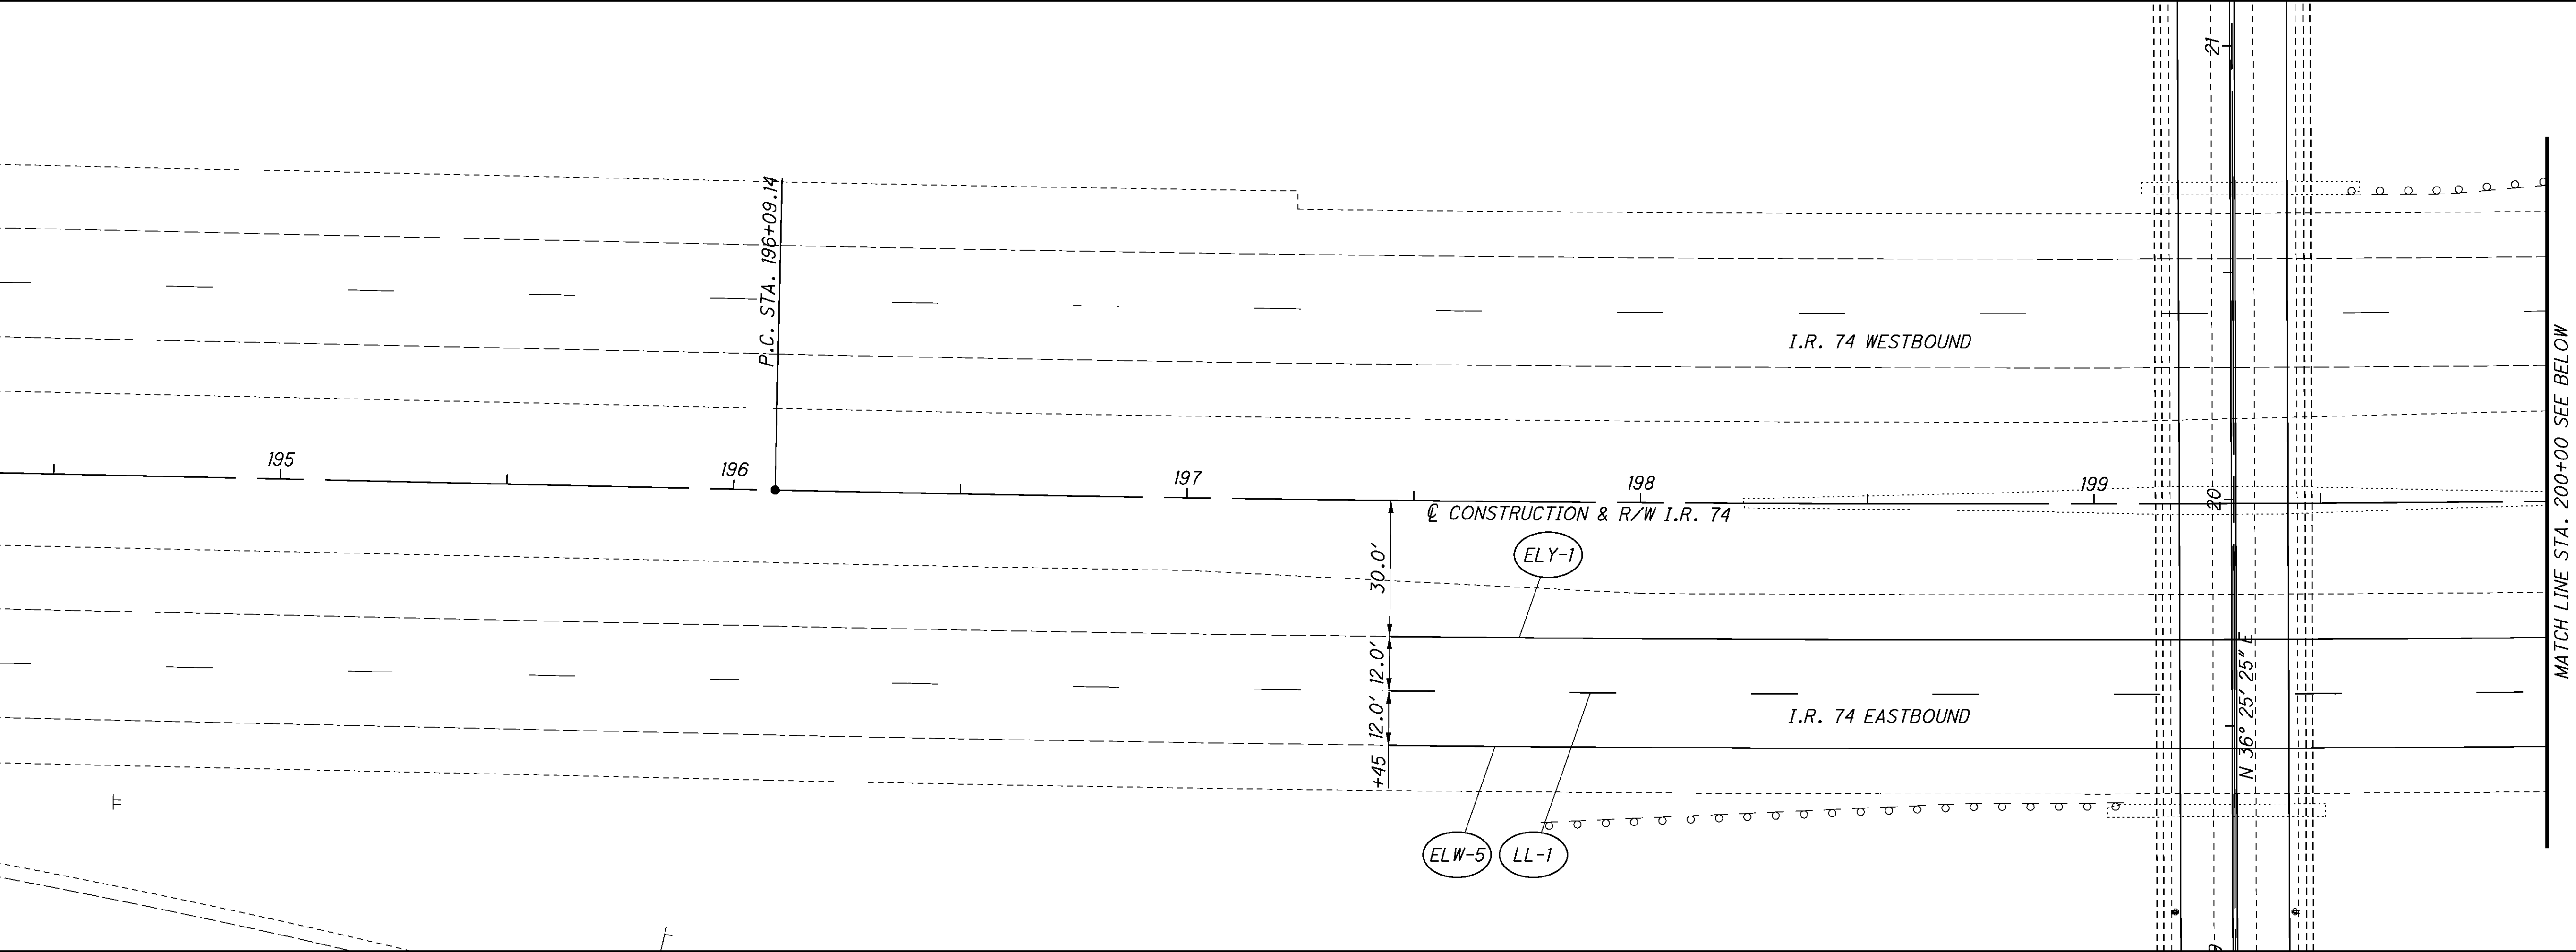 21
P.C. STA. 196+09.14
I.R. 74 WESTBOUND
MATCH LINE STA. 200+00 SEE BELOW
195
196
197
198
199
20
℄ CONSTRUCTION & R/W I.R. 74
30.0'
ELY-1
12.0'
12.0'
+45
I.R. 74 EASTBOUND
N 36° 25' 25" E
ELW-5
LL-1